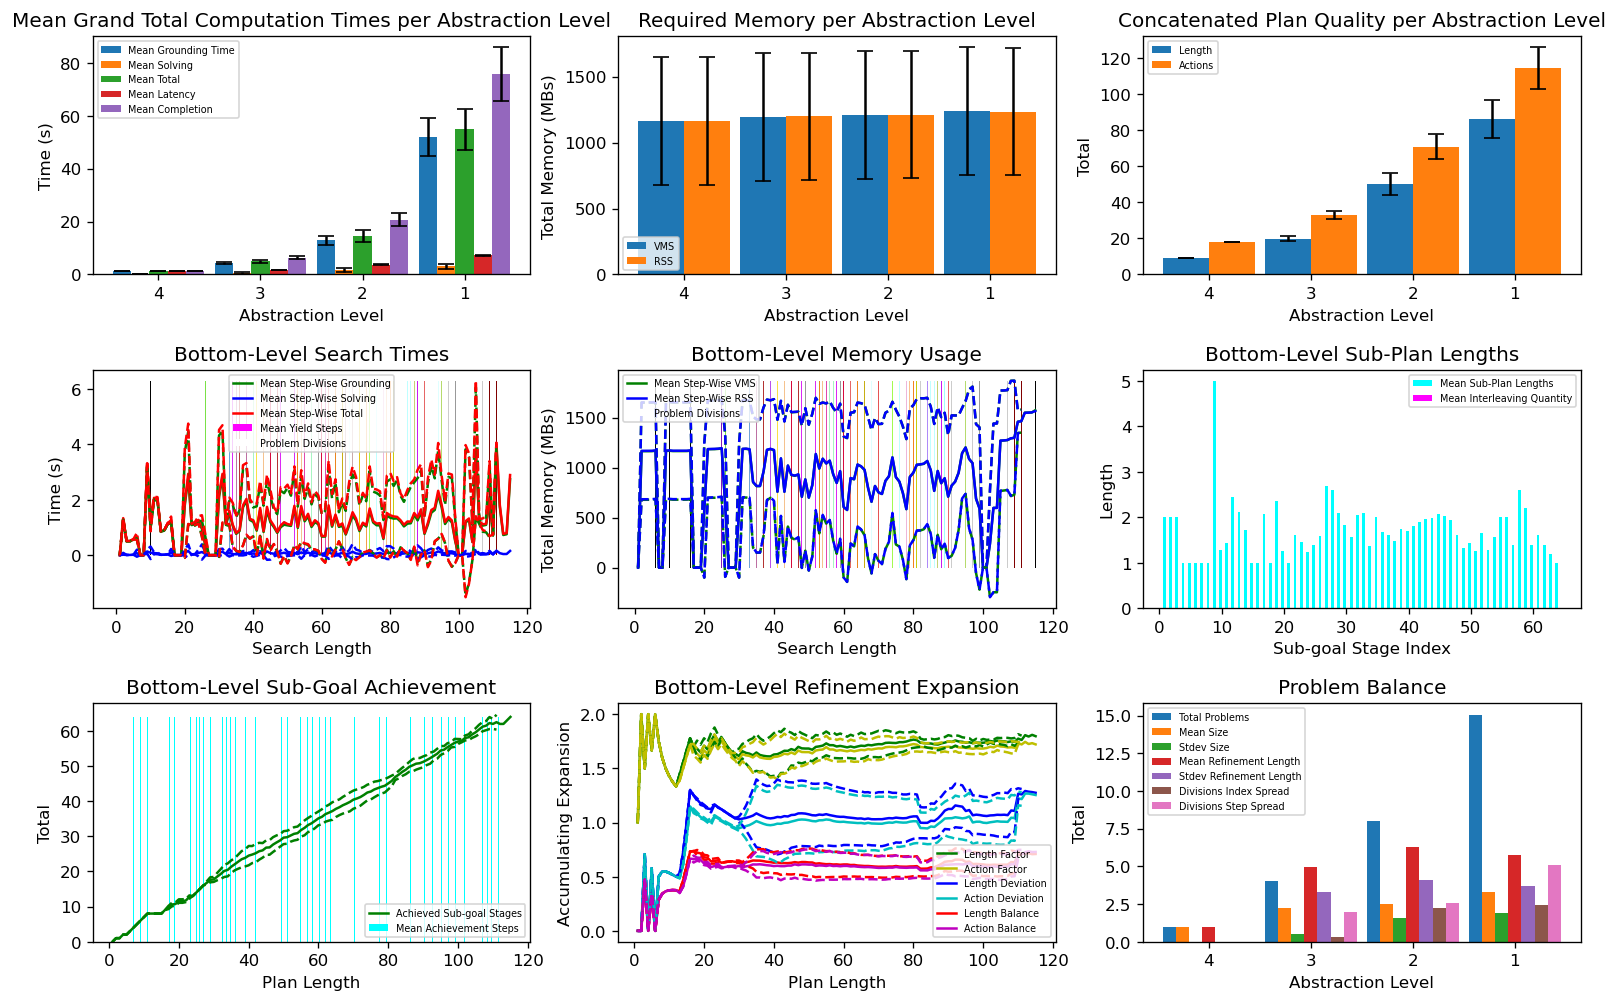 Mean Grand Total Computation Times per Abstraction Level
Required Memory per Abstraction Level
Concatenated Plan Quality per Abstraction Level
Time (s)
80
60
40
20
0
Mean Grounding Time
Mean Solving
Mean Total
Mean Latency
Mean Completion
4 3 2 1
Abstraction Level
Total Memory (MBs)
1500
1000
500
0
VMS
RSS
4 3 2 1
Abstraction Level
Total
120
100
80
60
40
20
0
Length
Actions
4 3 2 1
Abstraction Level
Bottom-Level Search Times
Bottom-Level Memory Usage
Bottom-Level Sub-Plan Lengths
Time (s)
6
4
2
0
Mean Step-Wise Grounding
Mean Step-Wise Solving
Mean Step-Wise Total
Mean Yield Steps
Problem Divisions
0 20 40 60 80 100 120
Search Length
Total Memory (MBs)
1500
1000
500
0
Mean Step-Wise VMS
Mean Step-Wise RSS
Problem Divisions
0 20 40 60 80 100 120
Search Length
Length
5
4
3
2
1
0
Mean Sub-Plan Lengths
Mean Interleaving Quantity
0 10 20 30 40 50 60
Sub-goal Stage Index
Bottom-Level Sub-Goal Achievement
Bottom-Level Refinement Expansion
Problem Balance
Total
60
50
40
30
20
10
0
Achieved Sub-goal Stages
Mean Achievement Steps
0 20 40 60 80 100 120
Plan Length
Accumulating Expansion
2.0
1.5
1.0
0.5
0.0
Length Factor
Action Factor
Length Deviation
Action Deviation
Length Balance
Action Balance
0 20 40 60 80 100 120
Plan Length
Total
15.0
12.5
10.0
7.5
5.0
2.5
0.0
Total Problems
Mean Size
Stdev Size
Mean Refinement Length
Stdev Refinement Length
Divisions Index Spread
Divisions Step Spread
4 3 2 1
Abstraction Level